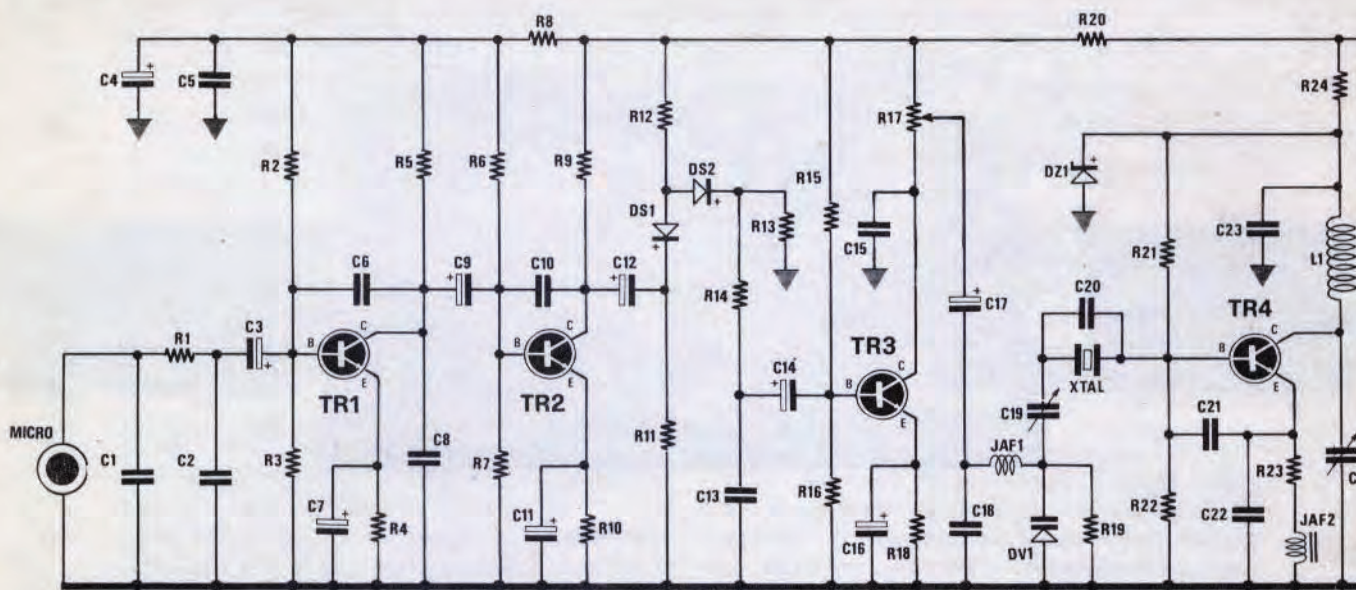 R8
R20
C4 +
C5
R2
R5
R6
R9
R12
R15
R17
R24
DS2
+
DZ1
+
DS1
+
R13
C15
R21
C23
L1
C6
C9
+
C10
C12
+
R14
C17
+
C20
TR4
R1
C3
+
B
C
E
TR1
B
C
E
TR2
C14
+
TR3
B
C
E
XTAL
B
C
E
C19
MICRO
C1
C2
R3
C8
R7
R11
JAF1
C21
R23
C
C7
+
R4
C11
+
R10
C13
R16
C16
+
R18
C18
DV1
R19
R22
C22
JAF2